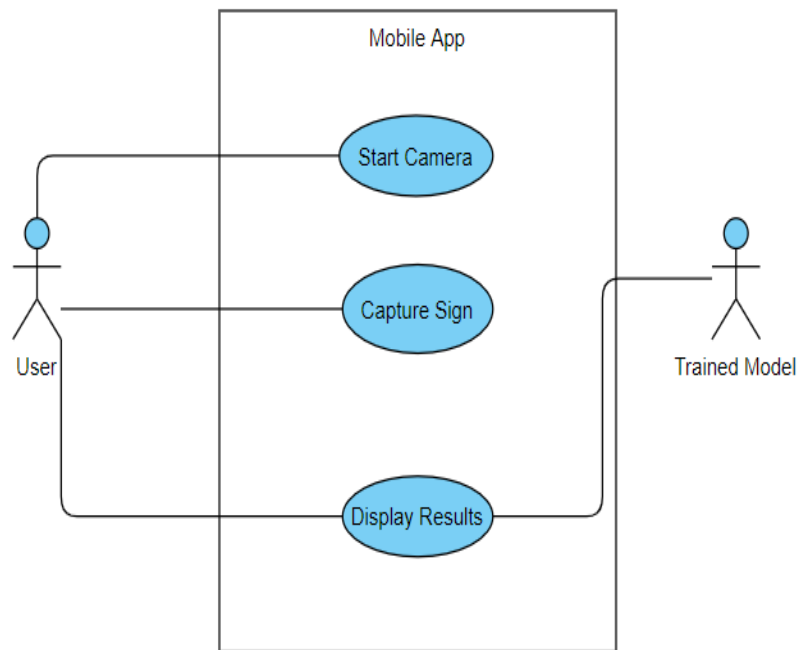 Mobile App
Start Camera
Capture Sign
User
Trained Model
Display Results